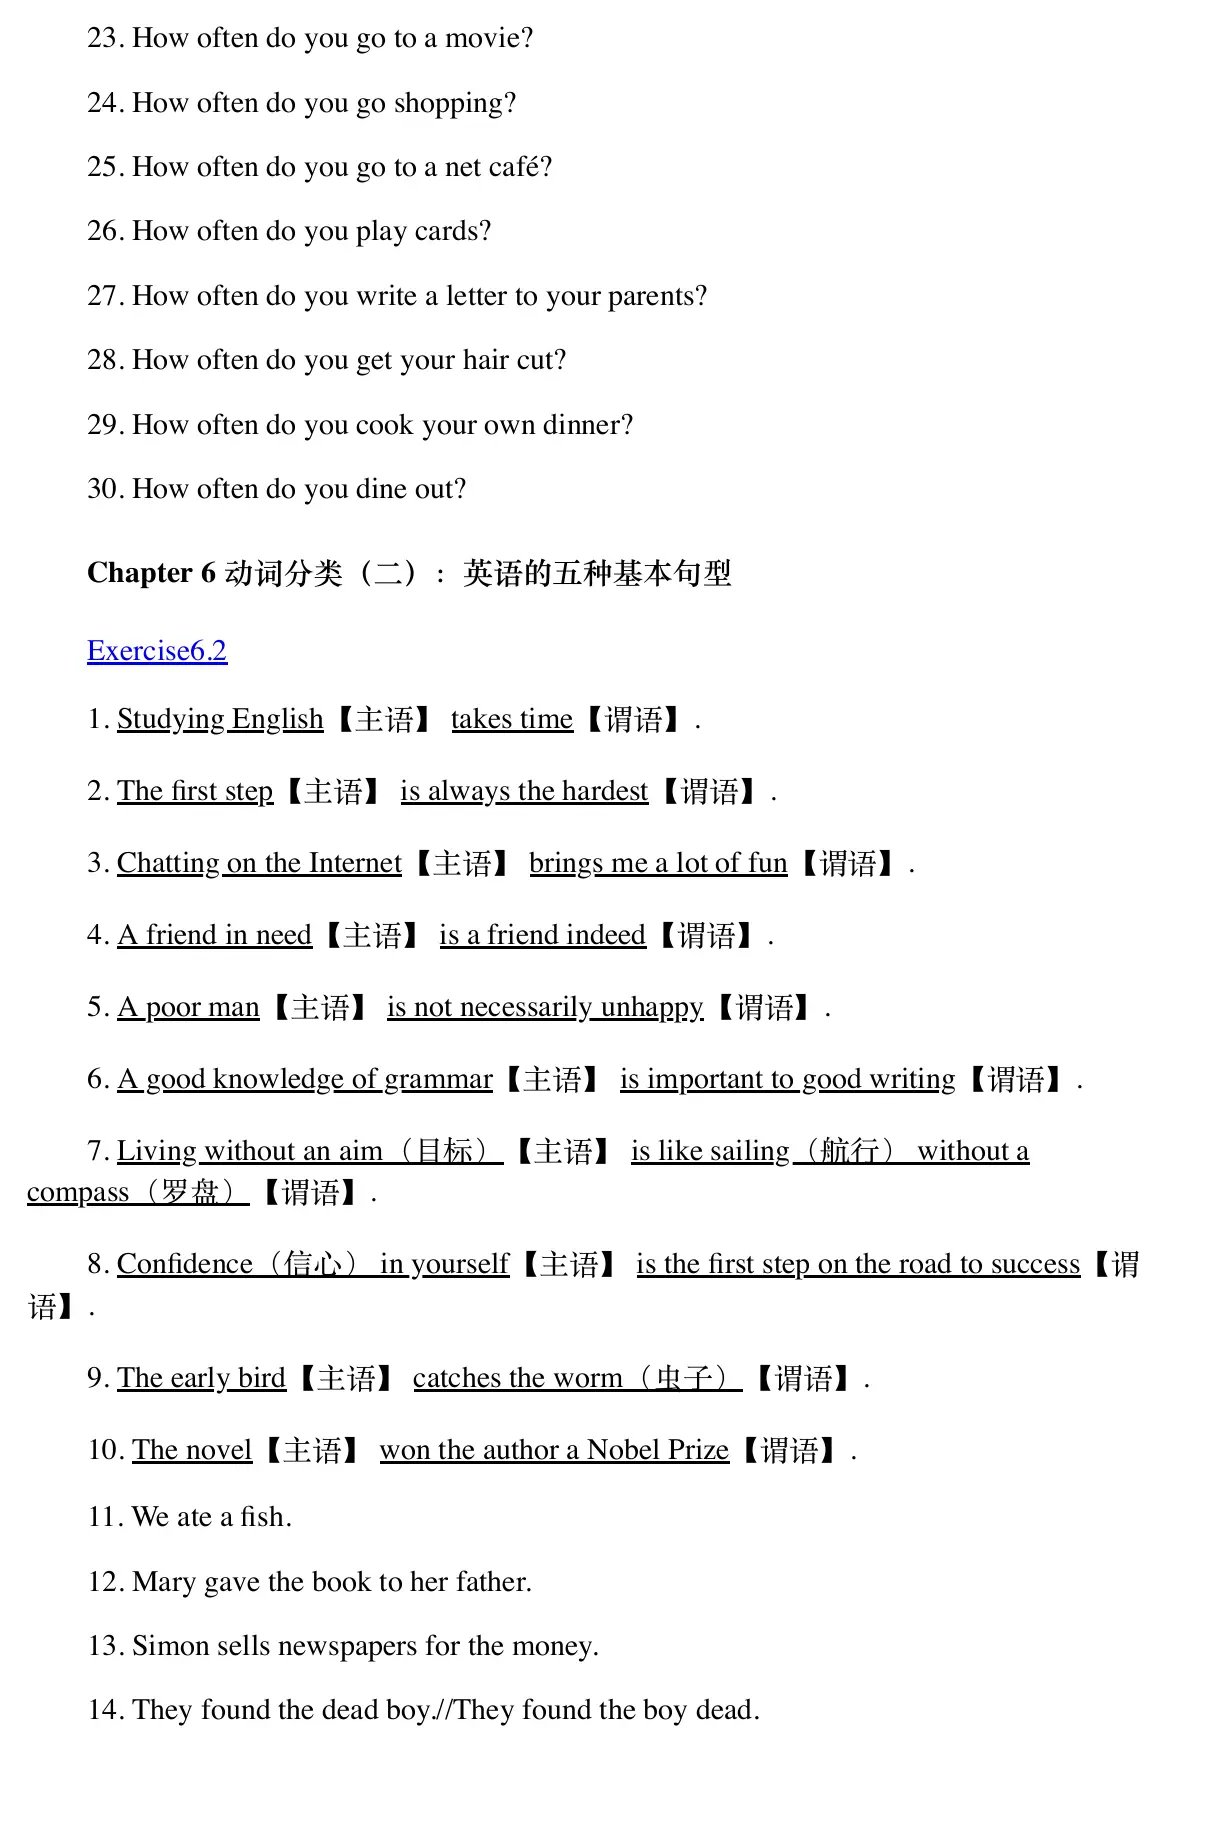 23. How often do you go to a movie?
24. How often do you go shopping?
25. How often do you go to a net café?
26. How often do you play cards?
27. How often do you write a letter to your parents?
28. How often do you get your hair cut?
29. How often do you cook your own dinner?
30. How often do you dine out?
Chapter 6 动词分类（二）：英语的五种基本句型
Exercise6.2
1. Studying English【主语】 takes time【谓语】.
2. The first step【主语】 is always the hardest【谓语】.
3. Chatting on the Internet【主语】 brings me a lot of fun【谓语】.
4. A friend in need【主语】 is a friend indeed【谓语】.
5. A poor man【主语】 is not necessarily unhappy【谓语】.
6. A good knowledge of grammar【主语】 is important to good writing【谓语】.
7. Living without an aim（目标）【主语】 is like sailing（航行） without a
compass（罗盘）【谓语】.
8. Confidence（信心） in yourself【主语】 is the first step on the road to success【谓
语】.
9. The early bird【主语】 catches the worm（虫子）【谓语】.
10. The novel【主语】 won the author a Nobel Prize【谓语】.
11. We ate a fish.
12. Mary gave the book to her father.
13. Simon sells newspapers for the money.
14. They found the dead boy.//They found the boy dead.